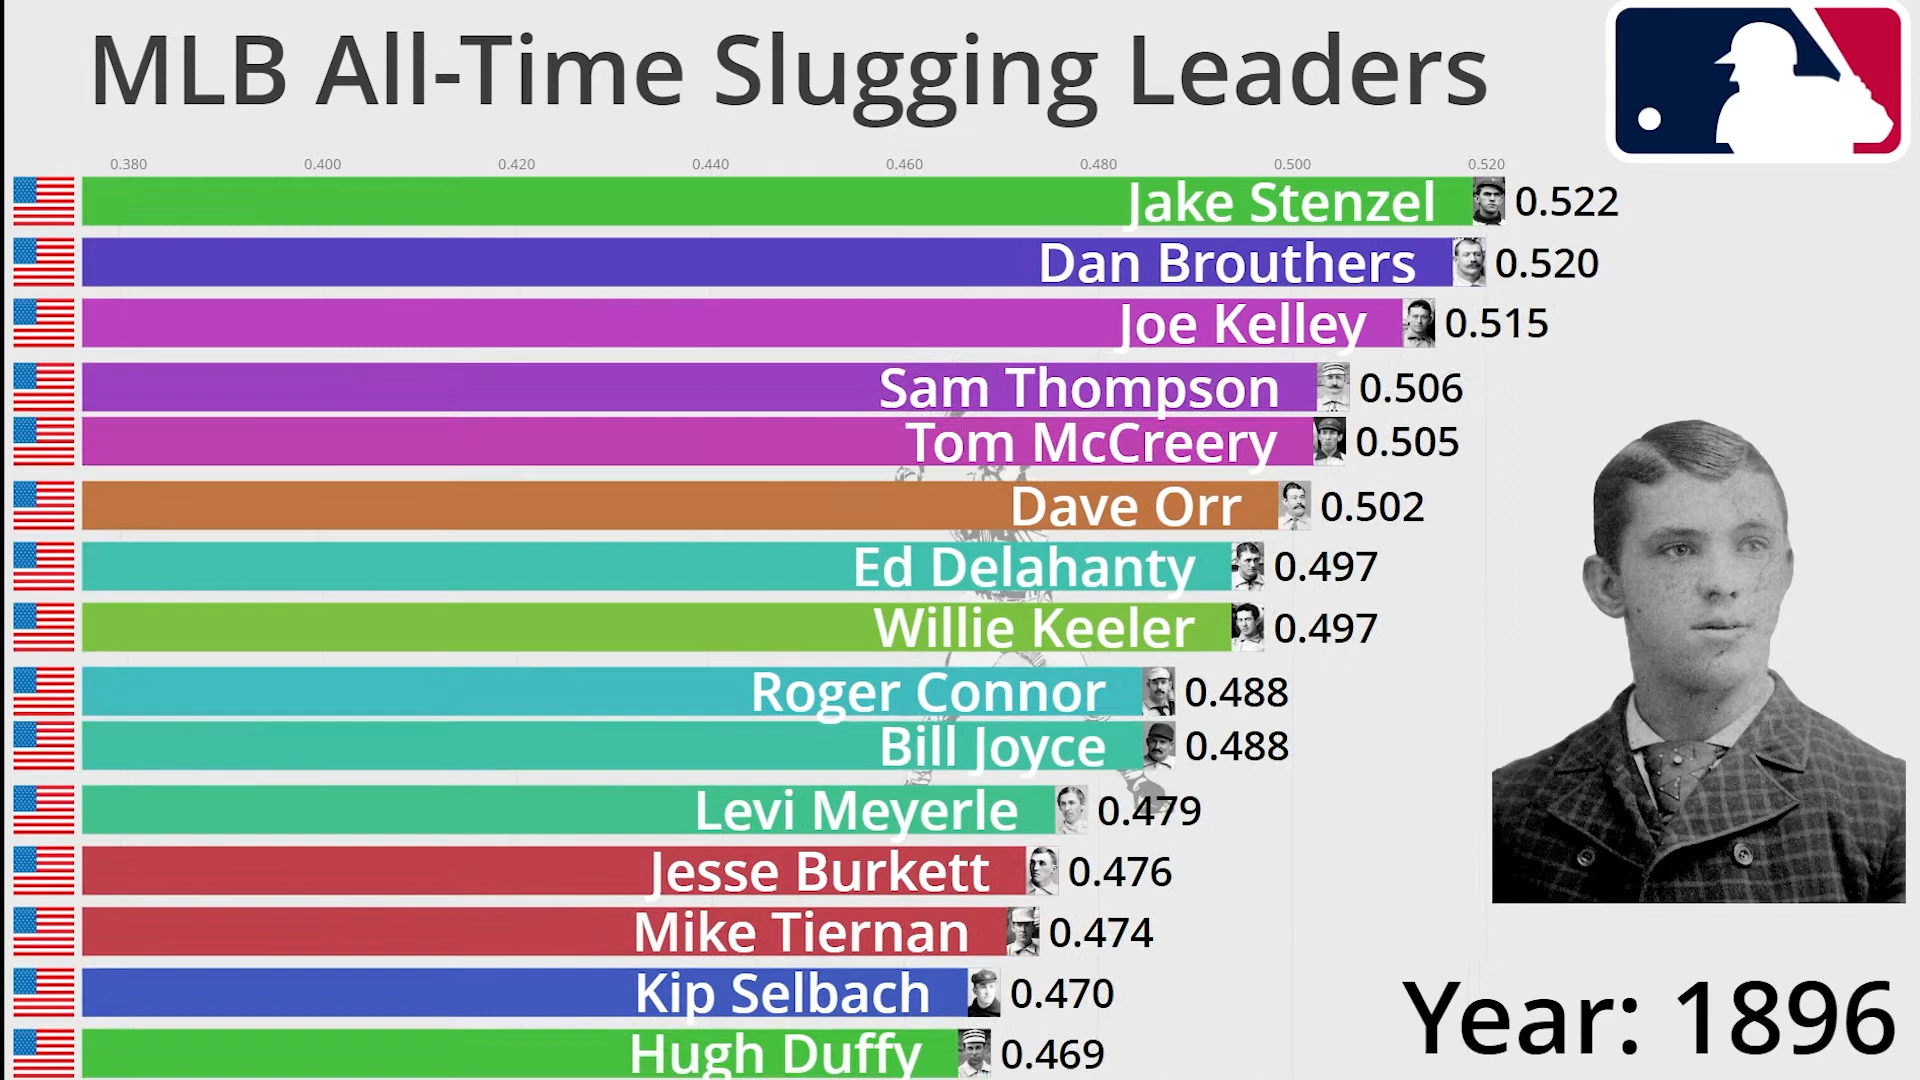 MLB All-Time Slugging Leaders
0.380 0.400 0.420 0.440 0.460 0.480 0.500 0.520
Jake Stenzel 0.522
Dan Brouthers 0.520
Joe Kelley 0.515
Sam Thompson 0.506
Tom McCreery 0.505
Dave Orr 0.502
Ed Delahanty 0.497
Willie Keeler 0.497
Roger Connor 0.488
Bill Joyce 0.488
Levi Meyerle 0.479
Jesse Burkett 0.476
Mike Tiernan 0.474
Kip Selbach 0.470
Hugh Duffy 0.469
Year: 1896